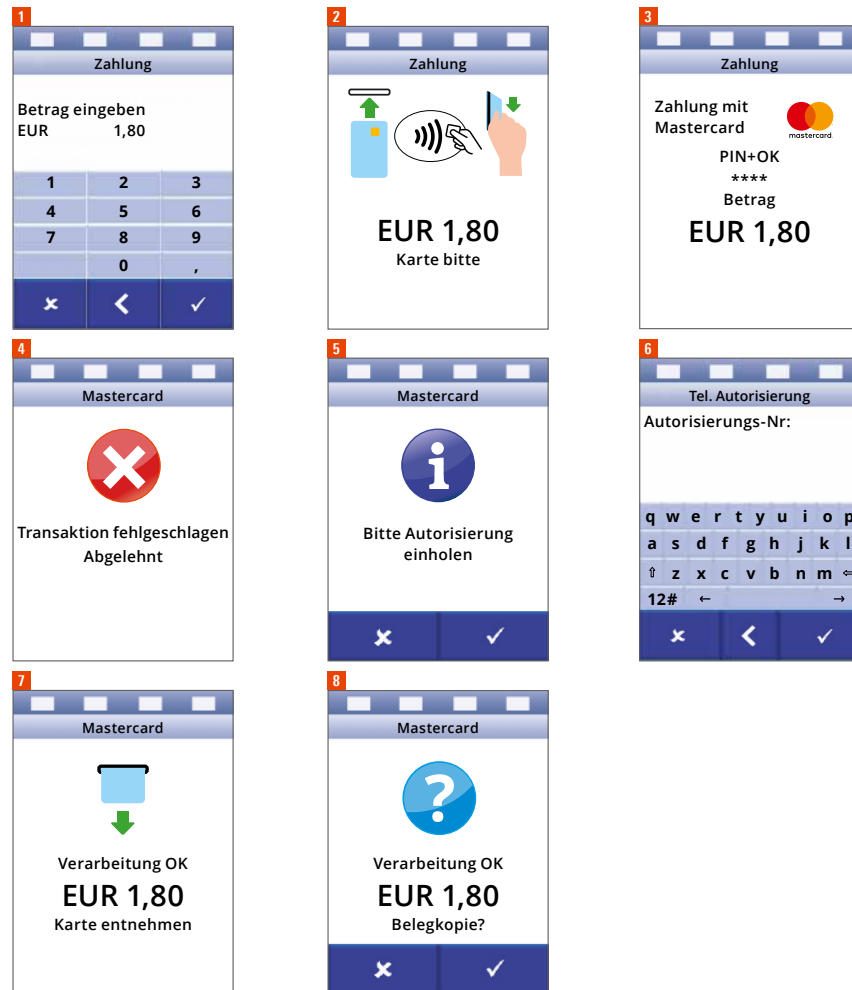 1
Zahlung
Betrag eingeben
EUR 1,80
1 2 3
4 5 6
7 8 9
0 ,
2
Zahlung
EUR 1,80
Karte bitte
3
Zahlung
Zahlung mit
Mastercard
mastercard.
PIN+OK
****
Betrag
EUR 1,80
4
Mastercard
Transaktion fehlgeschlagen
Abgelehnt
5
Mastercard
i
Bitte Autorisierung
einholen
6
Tel. Autorisierung
Autorisierungs-Nr:
q w e r t y u i o p
a s d f g h j k l
⇧ z x c v b n m ⇦
12# ← →
7
Mastercard
Verarbeitung OK
EUR 1,80
Karte entnehmen
8
Mastercard
?
Verarbeitung OK
EUR 1,80
Belegkopie?